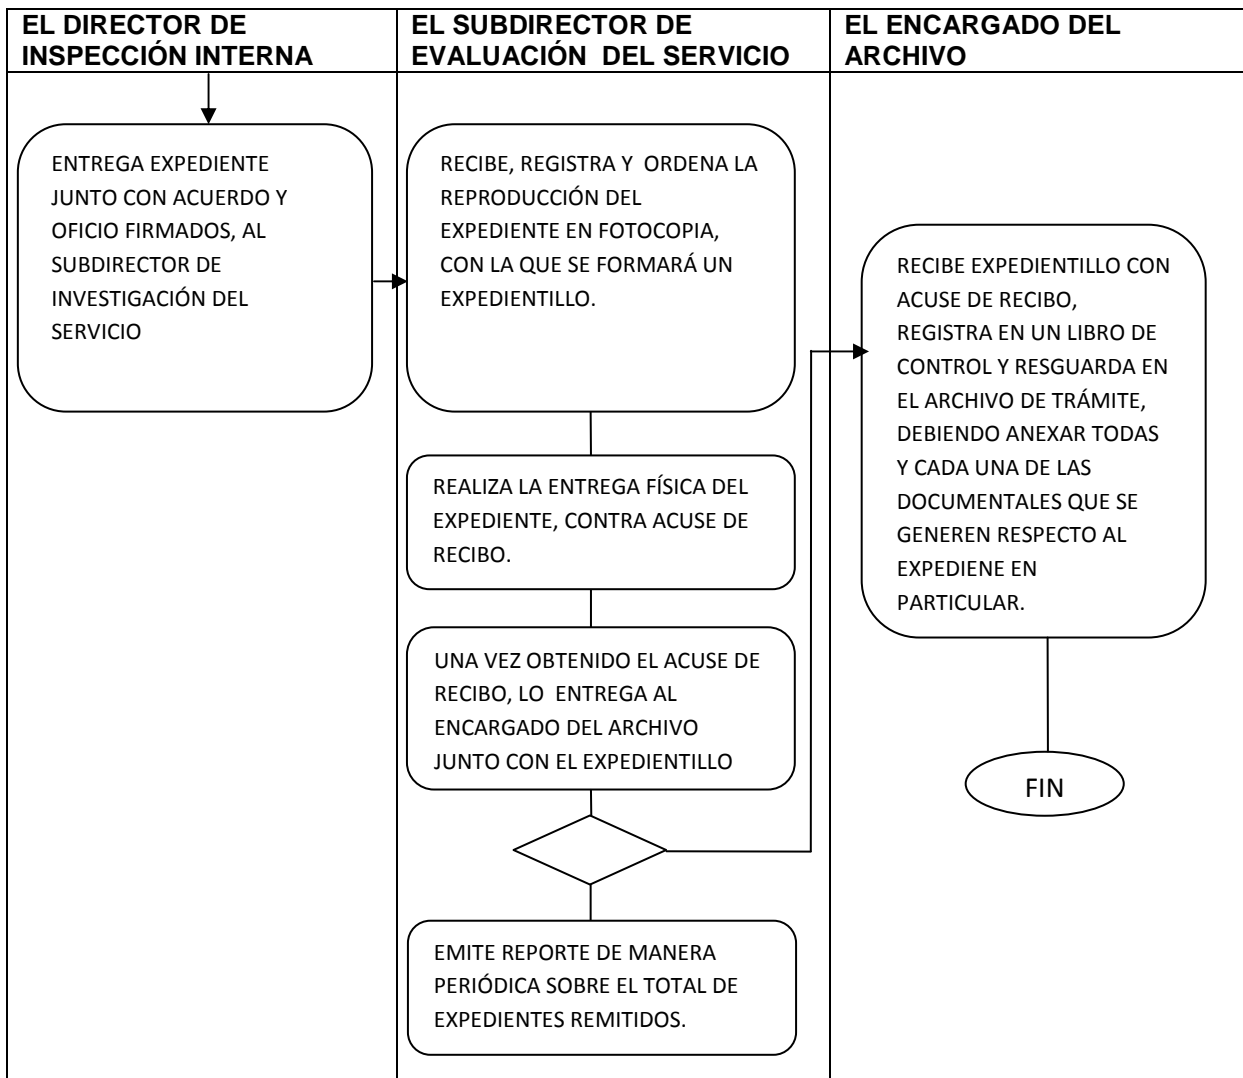 EL DIRECTOR DE
INSPECCIÓN INTERNA
EL SUBDIRECTOR DE
EVALUACIÓN DEL SERVICIO
EL ENCARGADO DEL
ARCHIVO
ENTREGA EXPEDIENTE
JUNTO CON ACUERDO Y
OFICIO FIRMADOS, AL
SUBDIRECTOR DE
INVESTIGACIÓN DEL
SERVICIO
RECIBE, REGISTRA Y ORDENA LA
REPRODUCCIÓN DEL
EXPEDIENTE EN FOTOCOPIA,
CON LA QUE SE FORMARÁ UN
EXPEDIENTILLO.
REALIZA LA ENTREGA FÍSICA DEL
EXPEDIENTE, CONTRA ACUSE DE
RECIBO.
UNA VEZ OBTENIDO EL ACUSE DE
RECIBO, LO ENTREGA AL
ENCARGADO DEL ARCHIVO
JUNTO CON EL EXPEDIENTILLO
EMITE REPORTE DE MANERA
PERIÓDICA SOBRE EL TOTAL DE
EXPEDIENTES REMITIDOS.
RECIBE EXPEDIENTILLO CON
ACUSE DE RECIBO,
REGISTRA EN UN LIBRO DE
CONTROL Y RESGUARDA EN
EL ARCHIVO DE TRÁMITE,
DEBIENDO ANEXAR TODAS
Y CADA UNA DE LAS
DOCUMENTALES QUE SE
GENEREN RESPECTO AL
EXPEDIENE EN
PARTICULAR.
FIN